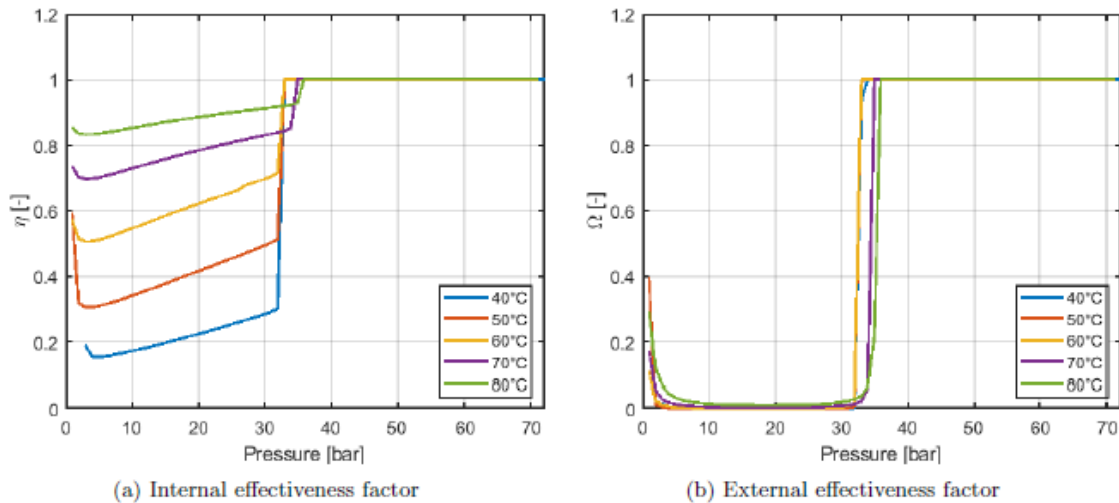 1.2
1
0.8
0.6
0.4
0.2
0
η [-]
0 10 20 30 40 50 60 70
Pressure [bar]
40°C
50°C
60°C
70°C
80°C
(a) Internal effectiveness factor
1.2
1
0.8
0.6
0.4
0.2
0
Ω [-]
0 10 20 30 40 50 60 70
Pressure [bar]
40°C
50°C
60°C
70°C
80°C
(b) External effectiveness factor